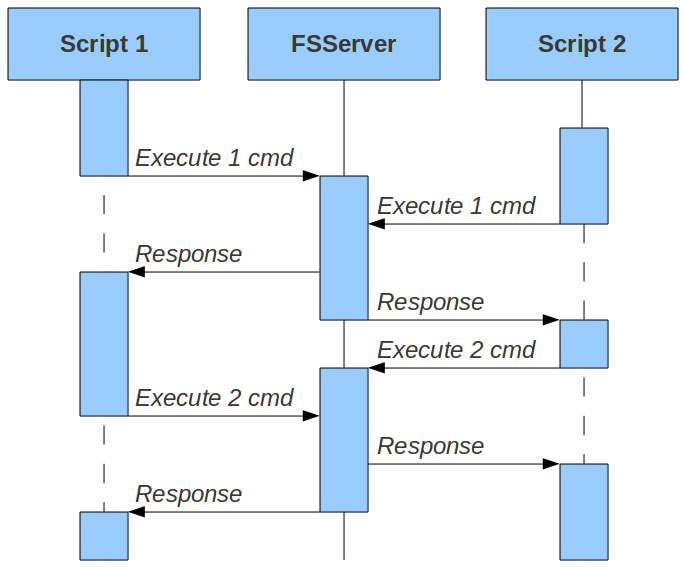 Script 1
FSServer
Script 2
Execute 1 cmd
Execute 1 cmd
Response
Response
Execute 2 cmd
Execute 2 cmd
Response
Response